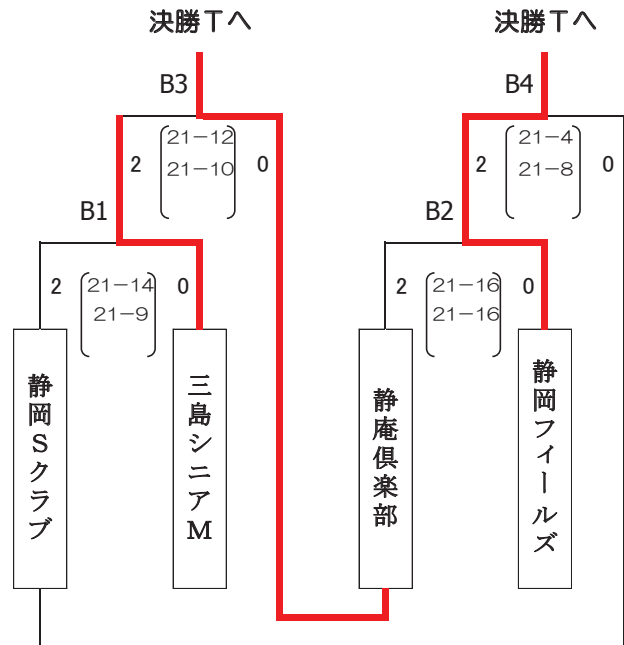 決勝Tへ
決勝Tへ
B3
B4
2
21-12
21-10
0
2
21-4
21-8
0
B1
B2
2
21-14
21-9
0
2
21-16
21-16
0
静岡Sクラブ
三島シニアM
静庵倶楽部
静岡フィールズ